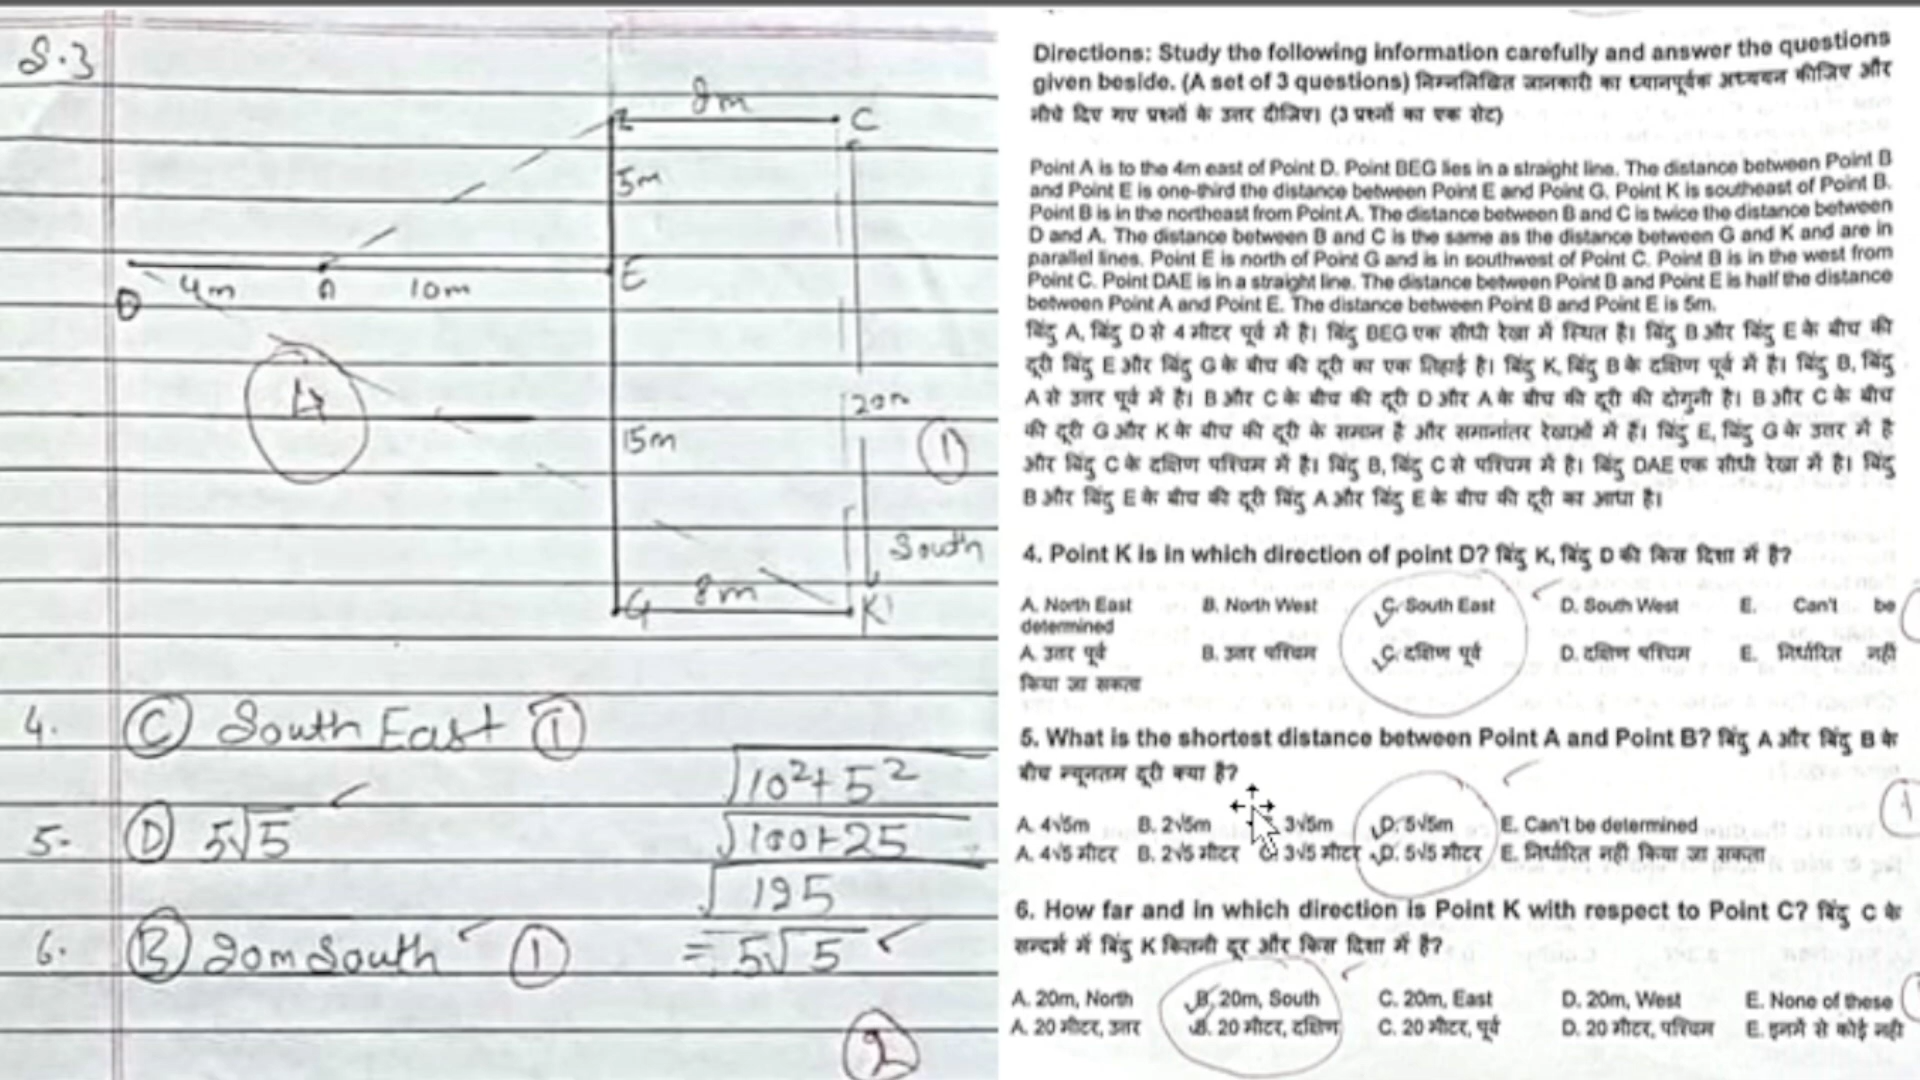 S.3
8m
B C
5m
D 4m A 10m E
A
20m
15m
1
South
G 8m K
4. C South East 1
√10²+5²
5. D 5√5 √100+25
√195
6. B 20m South 1 = 5√5
2
Directions: Study the following information carefully and answer the questions
given beside. (A set of 3 questions) निम्नलिखित जानकारी का ध्यानपूर्वक अध्ययन कीजिए और
नीचे दिए गए प्रश्नों के उत्तर दीजिए। (3 प्रश्नों का एक सेट)
Point A is to the 4m east of Point D. Point BEG lies in a straight line. The distance between Point B
and Point E is one-third the distance between Point E and Point G. Point K is southeast of Point B.
Point B is in the northeast from Point A. The distance between B and C is twice the distance between
D and A. The distance between B and C is the same as the distance between G and K and are in
parallel lines. Point E is north of Point G and is in southwest of Point C. Point B is in the west from
Point C. Point DAE is in a straight line. The distance between Point B and Point E is half the distance
between Point A and Point E. The distance between Point B and Point E is 5m.
बिंदु A, बिंदु D से 4 मीटर पूर्व में है। बिंदु BEG एक सीधी रेखा में स्थित है। बिंदु B और बिंदु E के बीच की
दूरी बिंदु E और बिंदु G के बीच की दूरी का एक तिहाई है। बिंदु K, बिंदु B के दक्षिण पूर्व में है। बिंदु B, बिंदु
A से उत्तर पूर्व में है। B और C के बीच की दूरी D और A के बीच की दूरी की दोगुनी है। B और C के बीच
की दूरी G और K के बीच की दूरी के समान है और समानांतर रेखाओं में हैं। बिंदु E, बिंदु G के उत्तर में है
और बिंदु C के दक्षिण पश्चिम में है। बिंदु B, बिंदु C से पश्चिम में है। बिंदु DAE एक सीधी रेखा में है। बिंदु
B और बिंदु E के बीच की दूरी बिंदु A और बिंदु E के बीच की दूरी का आधा है।
4. Point K is in which direction of point D? बिंदु K, बिंदु D की किस दिशा में है?
A. North East B. North West C. South East D. South West E. Can't be
determined
A. उत्तर पूर्व B. उत्तर पश्चिम C. दक्षिण पूर्व D. दक्षिण पश्चिम E. निर्धारित नहीं
किया जा सकता
5. What is the shortest distance between Point A and Point B? बिंदु A और बिंदु B के
बीच न्यूनतम दूरी क्या है?
1
A. 4√5m B. 2√5m 3√5m D. 5√5m E. Can't be determined
A. 4√5 मीटर B. 2√5 मीटर C. 3√5 मीटर D. 5√5 मीटर E. निर्धारित नहीं किया जा सकता
6. How far and in which direction is Point K with respect to Point C? बिंदु C के
सन्दर्भ में बिंदु K कितनी दूर और किस दिशा में है?
A. 20m, North B. 20m, South C. 20m, East D. 20m, West E. None of these
A. 20 मीटर, उत्तर B. 20 मीटर, दक्षिण C. 20 मीटर, पूर्व D. 20 मीटर, पश्चिम E. इनमें से कोई नहीं